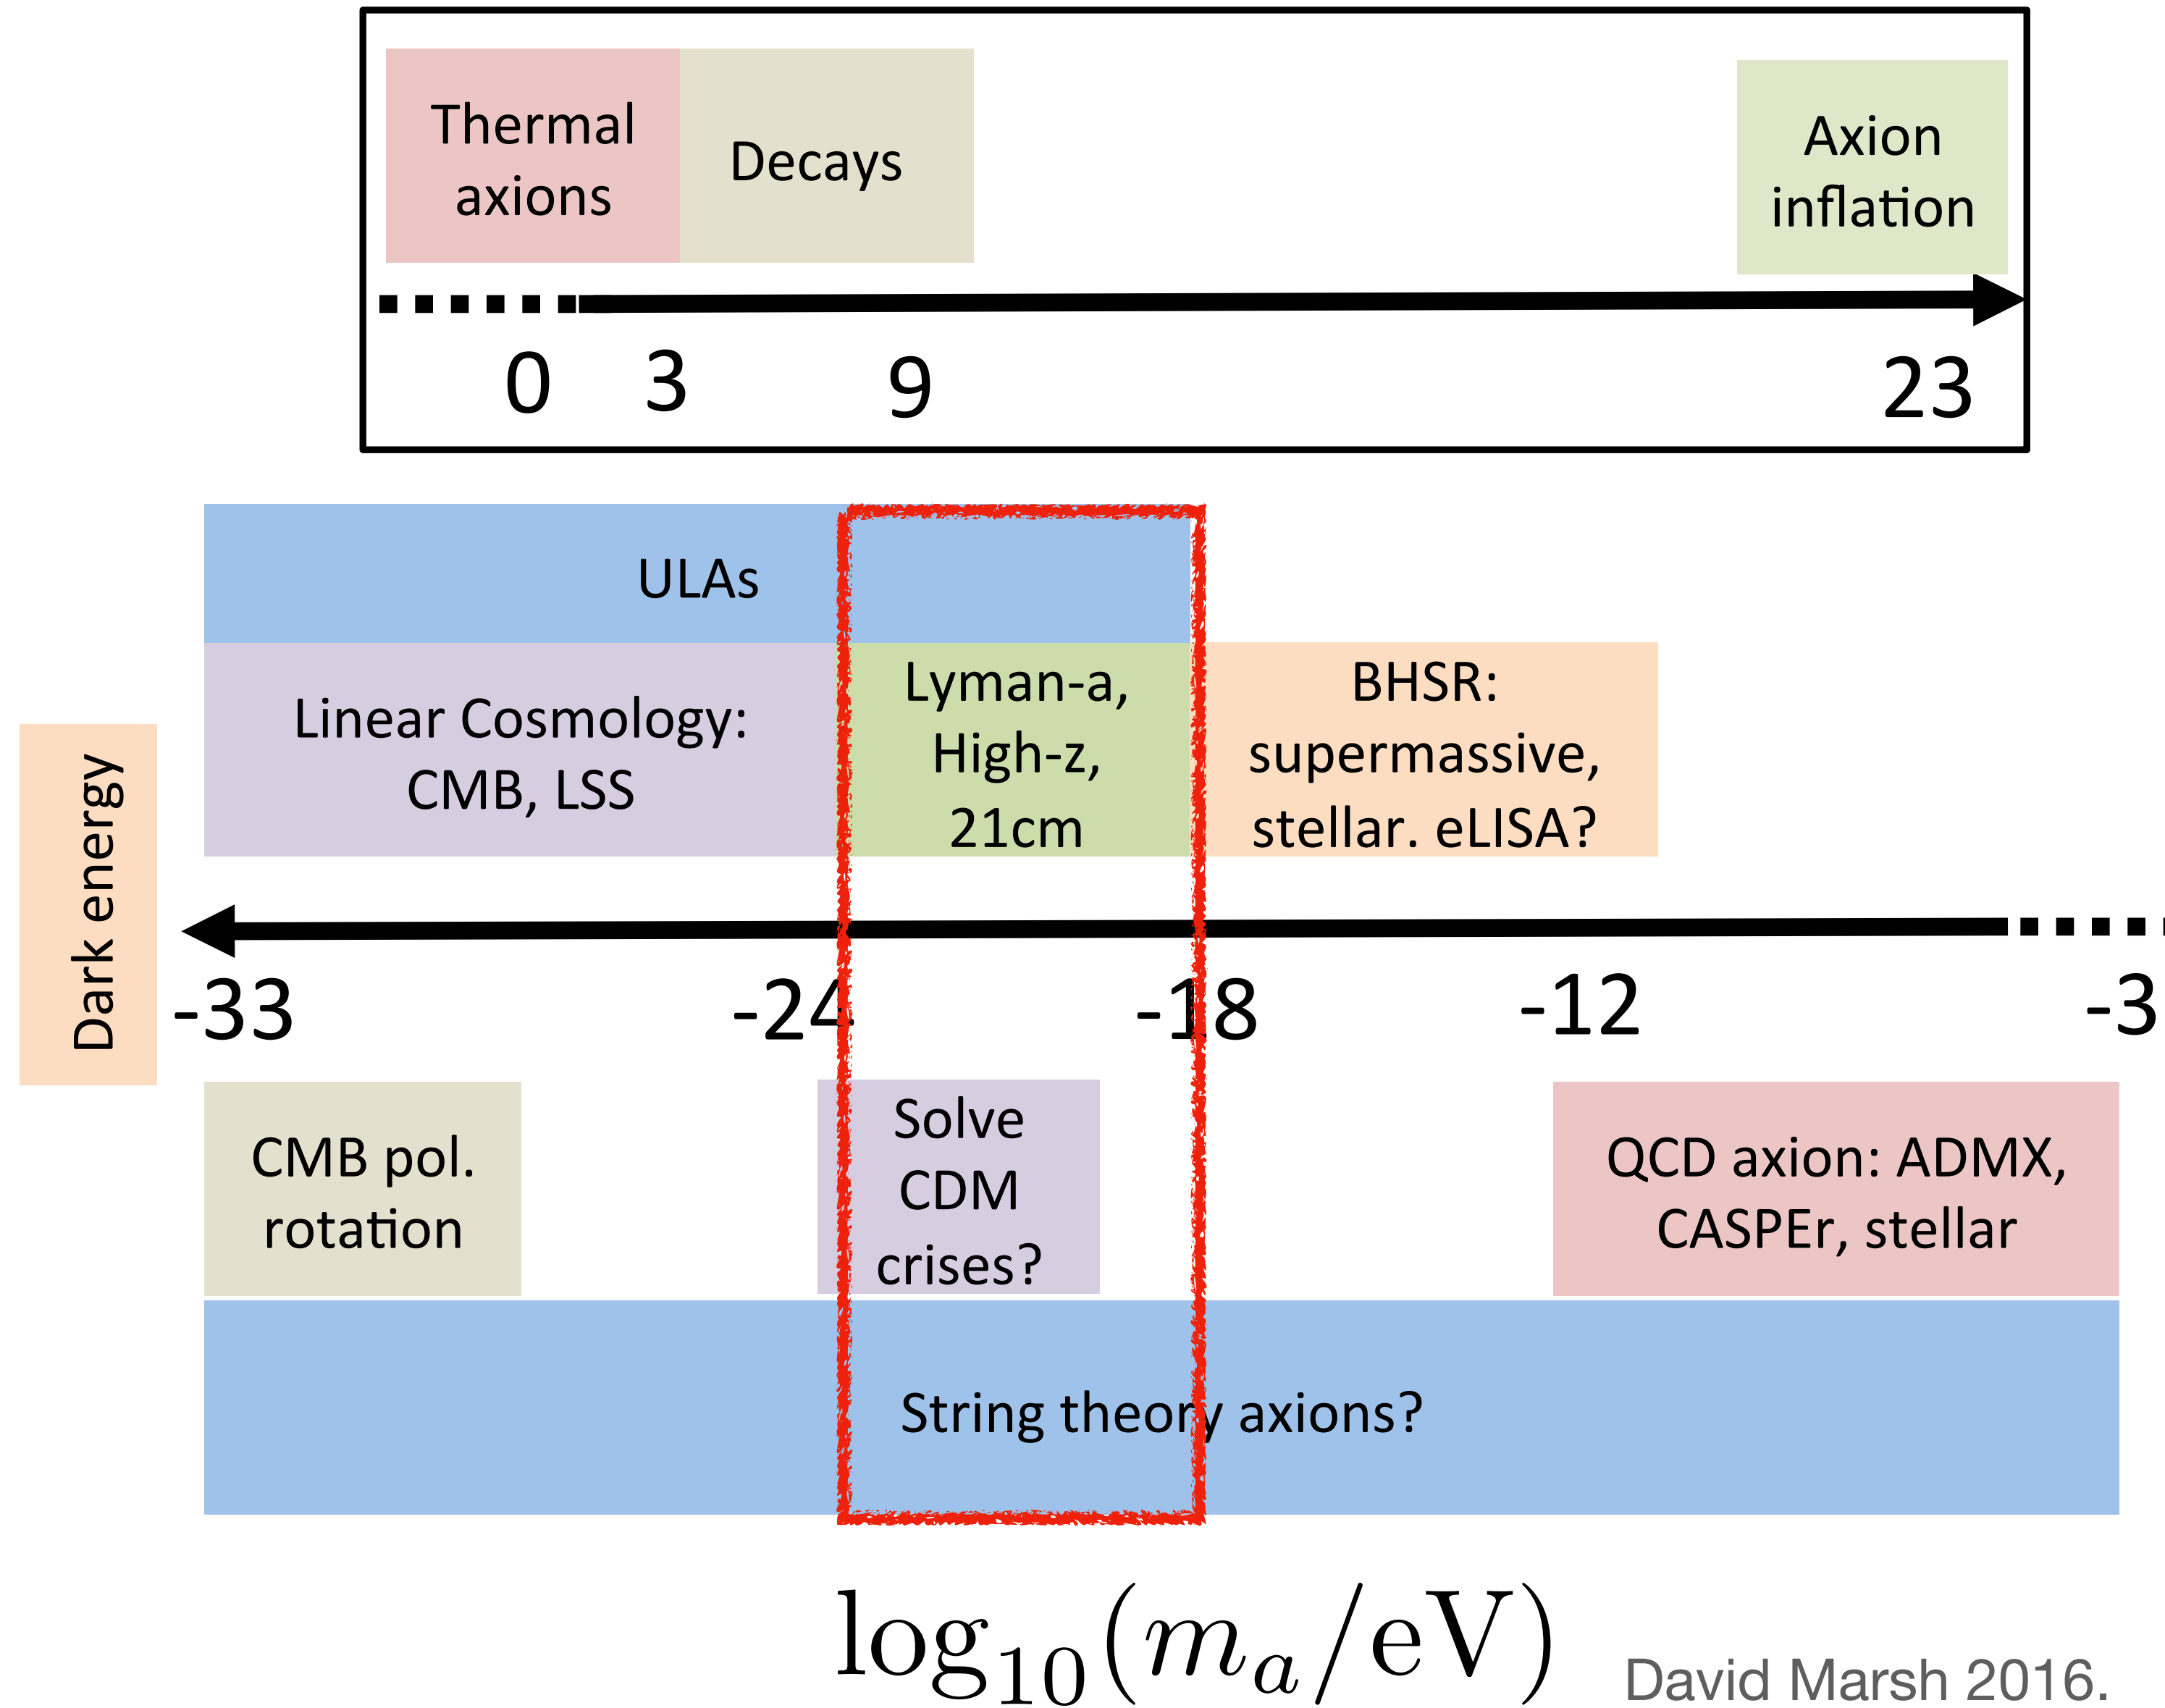 Thermal
axions
Decays
Axion
inflation
0 3 9 23
ULAs
Linear Cosmology:
CMB, LSS
Lyman-a,
High-z,
21cm
BHSR:
supermassive,
stellar. eLISA?
Dark energy
-33 -24 -18 -12 -3
CMB pol.
rotation
Solve
CDM
crises?
QCD axion: ADMX,
CASPEr, stellar
String theory axions?
log₁₀(mₐ/eV)
David Marsh 2016.